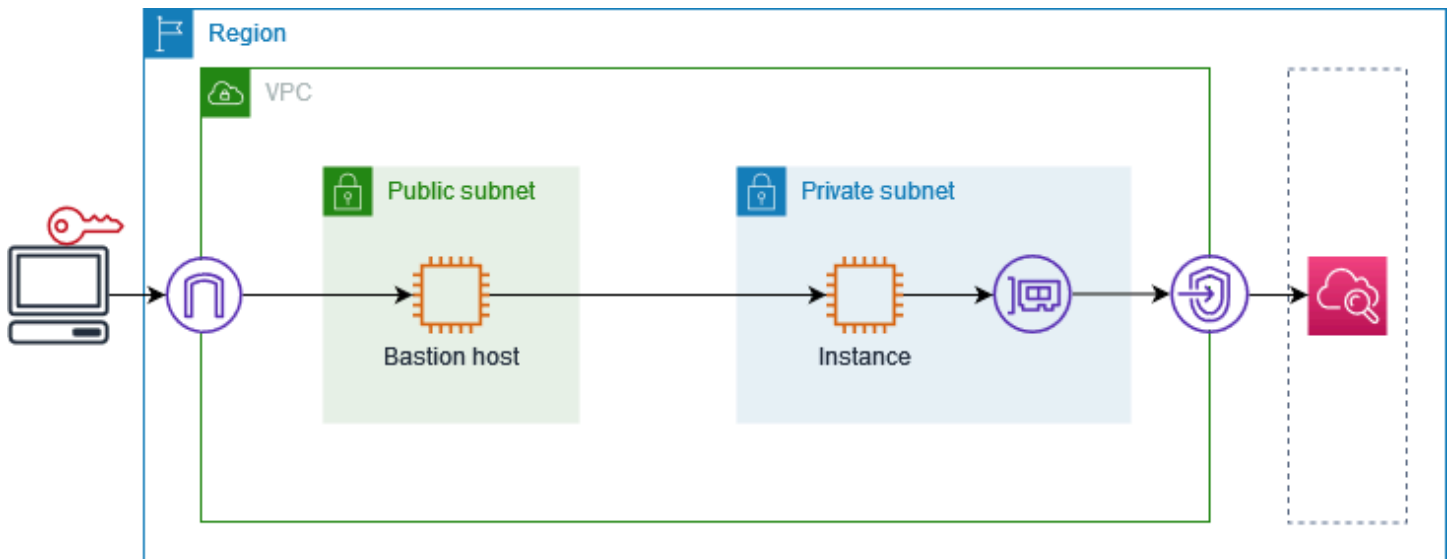 Region
VPC
Public subnet
Private subnet
Bastion host
Instance